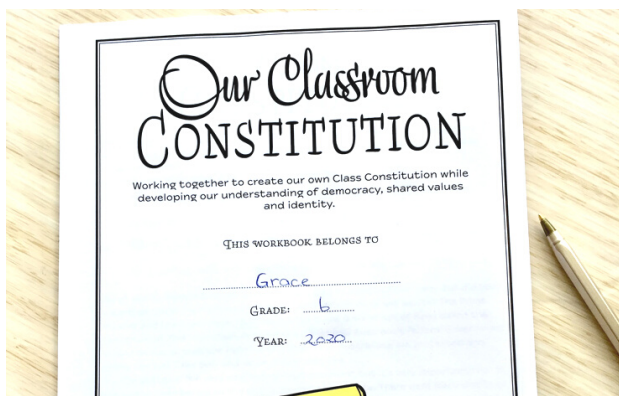 Our Classroom
CONSTITUTION
Working together to create our own Class Constitution while
developing our understanding of democracy, shared values
and identity.
THIS WORKBOOK BELONGS TO
Grace
GRADE: 6
YEAR: 2020